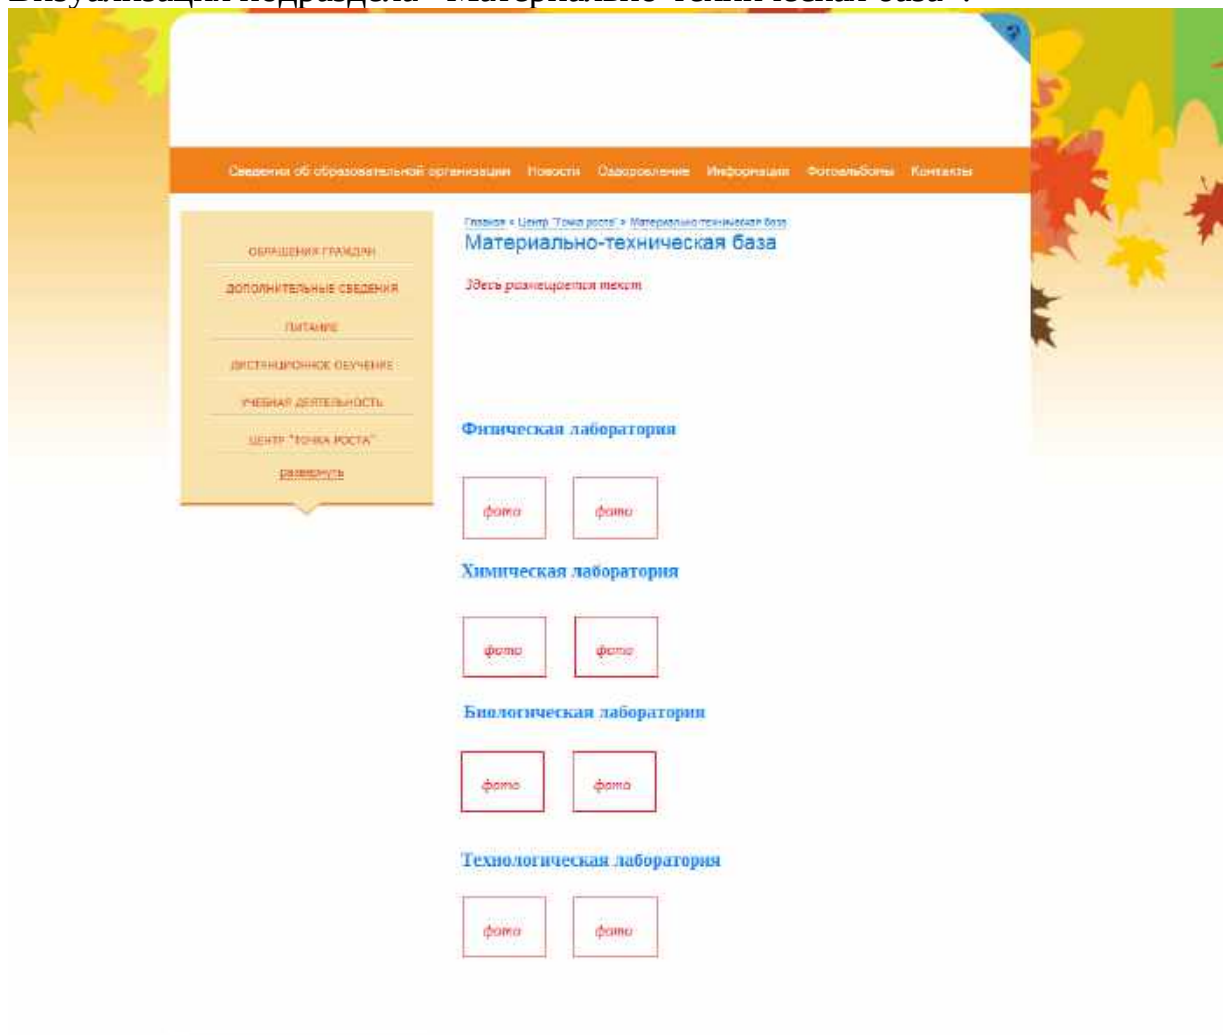 Визуализация подраздела "Материально-техническая база":
Сведения об образовательной организации Новости Оздоровление Информация Фотоальбомы Контакты
Главная » Центр "Точка роста" » Материально-техническая база
Материально-техническая база
Здесь размещается текст
ОБРАЩЕНИЯ ГРАЖДАН
ДОПОЛНИТЕЛЬНЫЕ СВЕДЕНИЯ
ПИТАНИЕ
ДИСТАНЦИОННОЕ ОБУЧЕНИЕ
УЧЕБНАЯ ДЕЯТЕЛЬНОСТЬ
ЦЕНТР "ТОЧКА РОСТА"
развернуть
Физическая лаборатория
фото фото
Химическая лаборатория
фото фото
Биологическая лаборатория
фото фото
Технологическая лаборатория
фото фото